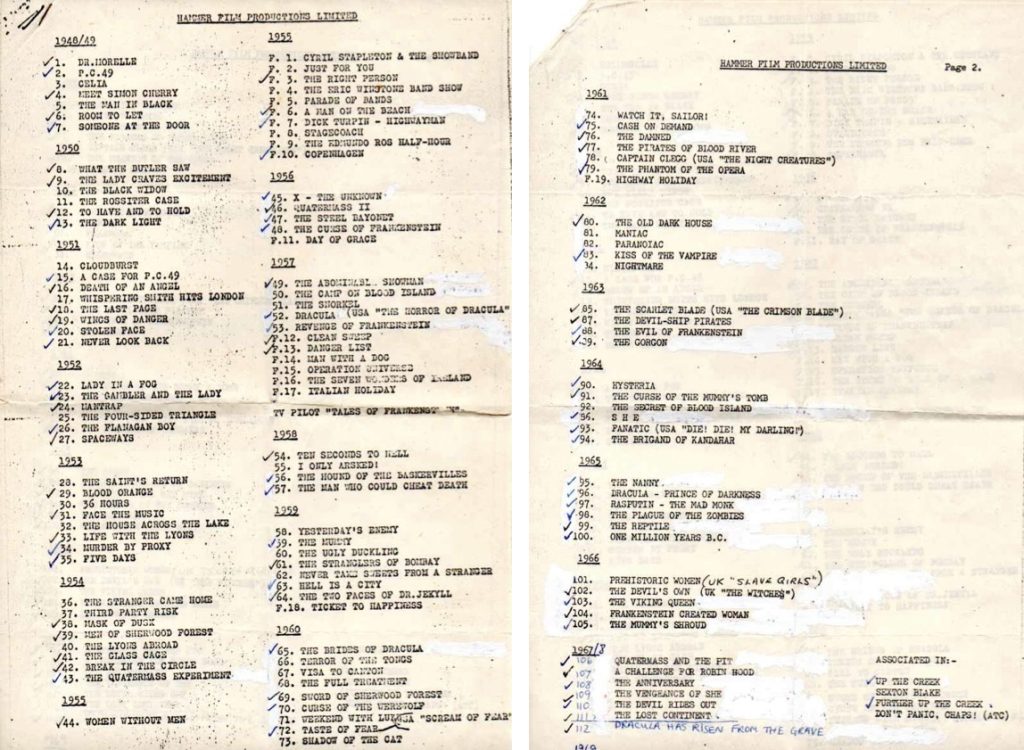 HAMMER FILM PRODUCTIONS LIMITED
1948/49
✓1. DR.MORELLE
✓2. P.C.49
3. CELIA
✓4. MEET SIMON CHERRY
5. THE MAN IN BLACK
✓6. ROOM TO LET
✓7. SOMEONE AT THE DOOR
1950
✓8. WHAT THE BUTLER SAW
✓9. THE LADY CRAVES EXCITEMENT
10. THE BLACK WIDOW
11. THE ROSSITER CASE
✓12. TO HAVE AND TO HOLD
✓13. THE DARK LIGHT
1951
14. CLOUDBURST
✓15. A CASE FOR P.C.49
✓16. DEATH OF AN ANGEL
17. WHISPERING SMITH HITS LONDON
✓18. THE LAST PAGE
✓19. WINGS OF DANGER
✓20. STOLEN FACE
✓21. NEVER LOOK BACK
1952
✓22. LADY IN A FOG
✓23. THE GAMBLER AND THE LADY
✓24. MANTRAP
25. THE FOUR-SIDED TRIANGLE
✓26. THE FLANAGAN BOY
✓27. SPACEWAYS
1953
28. THE SAINT'S RETURN
✓29. BLOOD ORANGE
30. 36 HOURS
✓31. FACE THE MUSIC
32. THE HOUSE ACROSS THE LAKE
✓33. LIFE WITH THE LYONS
✓34. MURDER BY PROXY
✓35. FIVE DAYS
1954
36. THE STRANGER CAME HOME
37. THIRD PARTY RISK
✓38. MASK OF DUST
✓39. MEN OF SHERWOOD FOREST
40. THE LYONS ABROAD
✓41. THE GLASS CAGE
✓42. BREAK IN THE CIRCLE
✓43. THE QUATERMASS EXPERIMENT
1955
✓44. WOMEN WITHOUT MEN
1955
F. 1. CYRIL STAPLETON & THE SHOWBAND
F. 2. JUST FOR YOU
✓F. 3. THE RIGHT PERSON
F. 4. THE ERIC WINSTONE BAND SHOW
F. 5. PARADE OF BANDS
✓F. 6. A MAN ON THE BEACH
✓F. 7. DICK TURPIN - HIGHWAYMAN
F. 8. STAGECOACH
F. 9. THE EDMUNDO ROS HALF-HOUR
✓F.10. COPENHAGEN
1956
✓45. X - THE UNKNOWN
✓46. QUATERMASS II
✓47. THE STEEL BAYONET
✓48. THE CURSE OF FRANKENSTEIN
F.11. DAY OF GRACE
1957
✓49. THE ABOMINABLE SNOWMAN
50. THE CAMP ON BLOOD ISLAND
51. THE SNORKEL
✓52. DRACULA (USA "THE HORROR OF DRACULA"
✓53. REVENGE OF FRANKENSTEIN
✓F.12. CLEAN SWEEP
✓F.13. DANGER LIST
F.14. MAN WITH A DOG
F.15. OPERATION UNIVERSE
F.16. THE SEVEN WONDERS OF IRELAND
F.17. ITALIAN HOLIDAY
TV PILOT "TALES OF FRANKENSTEIN".
1958
✓54. TEN SECONDS TO HELL
55. I ONLY ARSKED!
✓56. THE HOUND OF THE BASKERVILLES
✓57. THE MAN WHO COULD CHEAT DEATH
1959
58. YESTERDAY'S ENEMY
✓59. THE MUMMY
60. THE UGLY DUCKLING
✓61. THE STRANGLERS OF BOMBAY
62. NEVER TAKE SWEETS FROM A STRANGER
✓63. HELL IS A CITY
✓64. THE TWO FACES OF DR.JEKYLL
F.18. TICKET TO HAPPINESS
1960
✓65. THE BRIDES OF DRACULA
66. TERROR OF THE TONGS
67. VISA TO CANTON
68. THE FULL TREATMENT
✓69. SWORD OF SHERWOOD FOREST
✓70. CURSE OF THE WEREWOLF
71. WEEKEND WITH LULU
✓72. TASTE OF FEAR (USA "SCREAM OF FEAR"
73. SHADOW OF THE CAT
HAMMER FILM PRODUCTIONS LIMITED Page 2.
1961
74. WATCH IT, SAILOR!
✓75. CASH ON DEMAND
✓76. THE DAMNED
✓77. THE PIRATES OF BLOOD RIVER
78. CAPTAIN CLEGG (USA "THE NIGHT CREATURES")
✓79. THE PHANTOM OF THE OPERA
F.19. HIGHWAY HOLIDAY
1962
✓80. THE OLD DARK HOUSE
81. MANIAC
82. PARANOIAC
✓83. KISS OF THE VAMPIRE
84. NIGHTMARE
1963
✓85. THE SCARLET BLADE (USA "THE CRIMSON BLADE").
✓87. THE DEVIL-SHIP PIRATES
✓88. THE EVIL OF FRANKENSTEIN
✓89. THE GORGON
1964
✓90. HYSTERIA
✓91. THE CURSE OF THE MUMMY'S TOMB
92. THE SECRET OF BLOOD ISLAND
✓86. S H E
✓93. FANATIC (USA "DIE! DIE! MY DARLING!")
✓94. THE BRIGAND OF KANDAHAR
1965
✓95. THE NANNY
✓96. DRACULA - PRINCE OF DARKNESS
✓97. RASPUTIN - THE MAD MONK
✓98. THE PLAGUE OF THE ZOMBIES
✓99. THE REPTILE
✓100. ONE MILLION YEARS B.C.
1966
101. PREHISTORIC WOMEN (UK "SLAVE GIRLS")
✓102. THE DEVIL'S OWN (UK "THE WITCHES")
✓103. THE VIKING QUEEN
✓104. FRANKENSTEIN CREATED WOMAN
✓105. THE MUMMY'S SHROUD
1967/8
✓106 QUATERMASS AND THE PIT
✓107 A CHALLENGE FOR ROBIN HOOD
✓108 THE ANNIVERSARY
✓109 THE VENGEANCE OF SHE
✓110 THE DEVIL RIDES OUT
✓111 THE LOST CONTINENT
✓112 DRACULA HAS RISEN FROM THE GRAVE
ASSOCIATED IN:-
✓UP THE CREEK
SEXTON BLAKE
✓FURTHER UP THE CREEK
DON'T PANIC, CHAPS! (ATC)